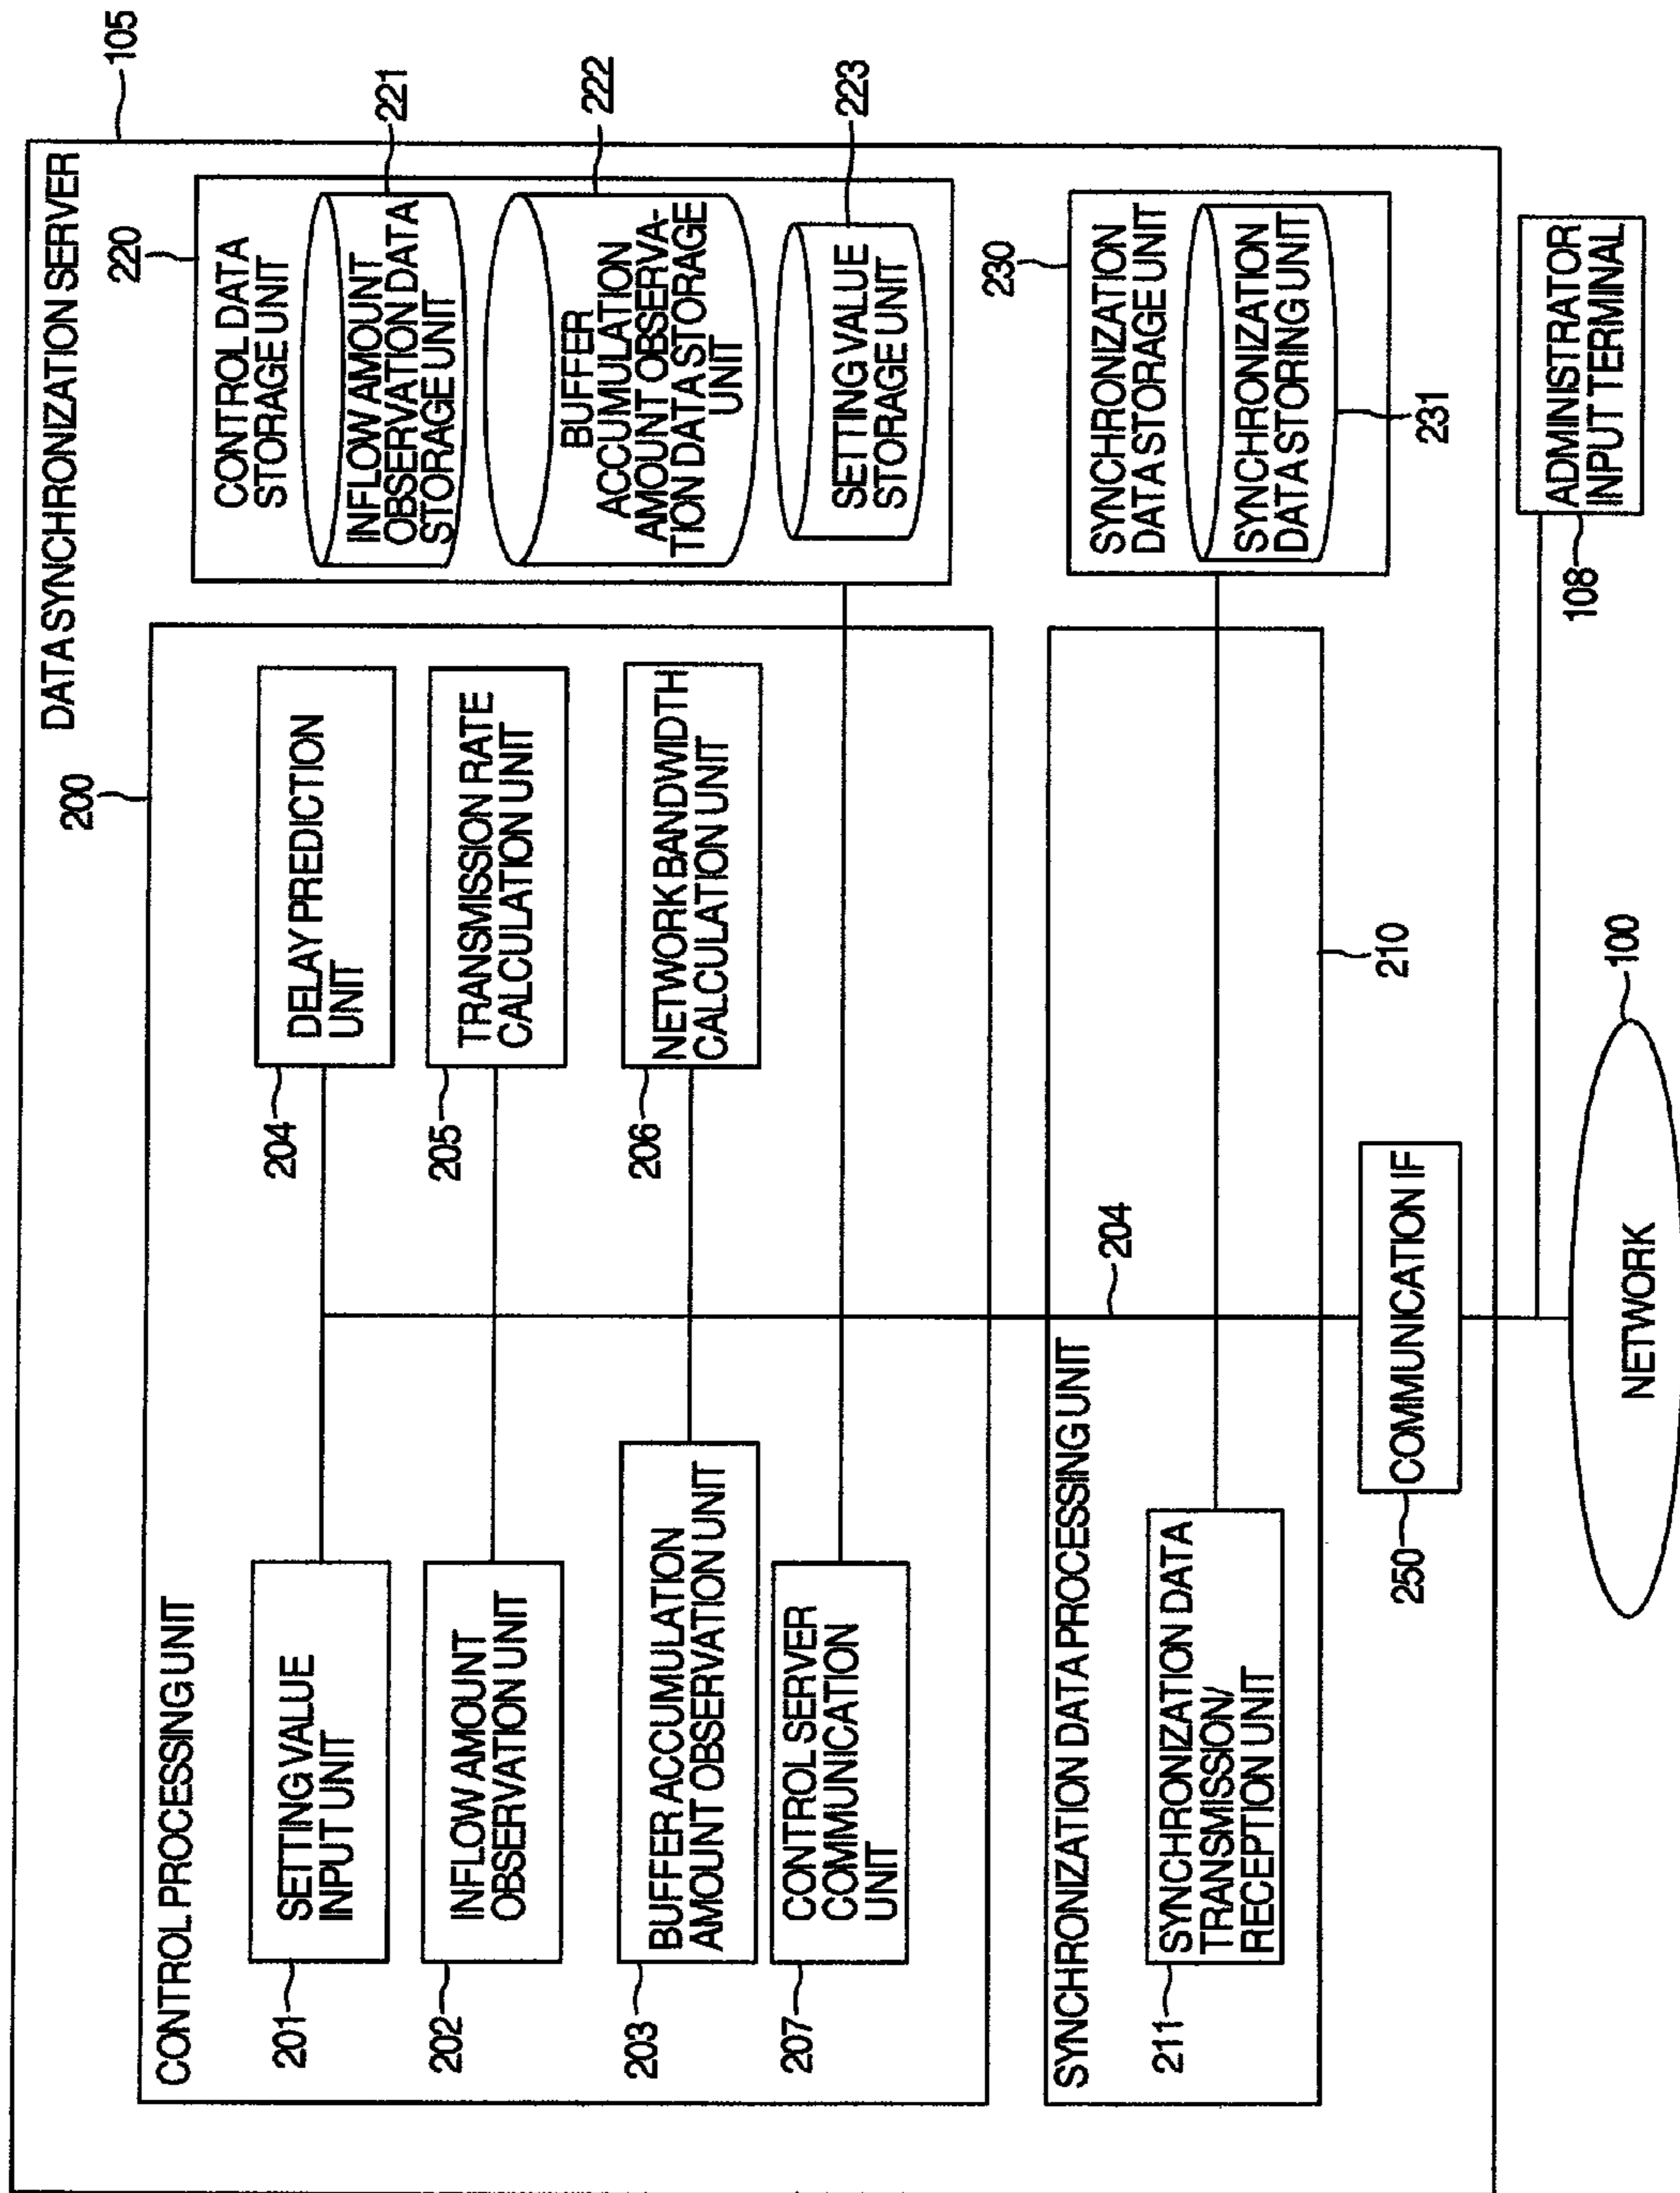 DATA SYNCHRONIZATION SERVER
105
200
CONTROL PROCESSING UNIT
201
SETTING VALUE
INPUT UNIT
202
INFLOW AMOUNT
OBSERVATION UNIT
203
BUFFER ACCUMULATION
AMOUNT OBSERVATION UNIT
207
CONTROL SERVER
COMMUNICATION
UNIT
204
DELAY PREDICTION
UNIT
205
TRANSMISSION RATE
CALCULATION UNIT
206
NETWORK BANDWIDTH
CALCULATION UNIT
220
CONTROL DATA
STORAGE UNIT
INFLOW AMOUNT
OBSERVATION DATA
STORAGE UNIT
221
BUFFER
ACCUMULATION
AMOUNT OBSERVA-
TION DATA STORAGE
UNIT
222
SETTING VALUE
STORAGE UNIT
223
SYNCHRONIZATION DATA PROCESSING UNIT
211
SYNCHRONIZATION DATA
TRANSMISSION/
RECEPTION UNIT
204
210
230
SYNCHRONIZATION
DATA STORAGE UNIT
SYNCHRONIZATION
DATA STORING UNIT
231
250
COMMUNICATION IF
108
ADMINISTRATOR
INPUT TERMINAL
NETWORK
100